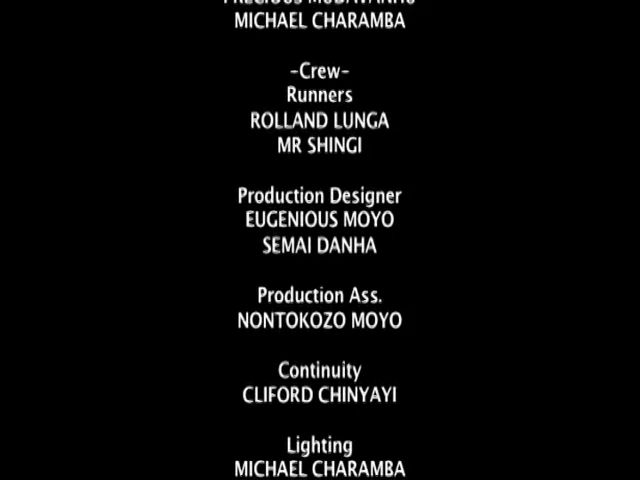 MICHAEL CHARAMBA
-Crew-
Runners
ROLLAND LUNGA
MR SHINGI
Production Designer
EUGENIOUS MOYO
SEMAI DANHA
Production Ass.
NONTOKOZO MOYO
Continuity
CLIFORD CHINYAYI
Lighting
MICHAEL CHARAMBA